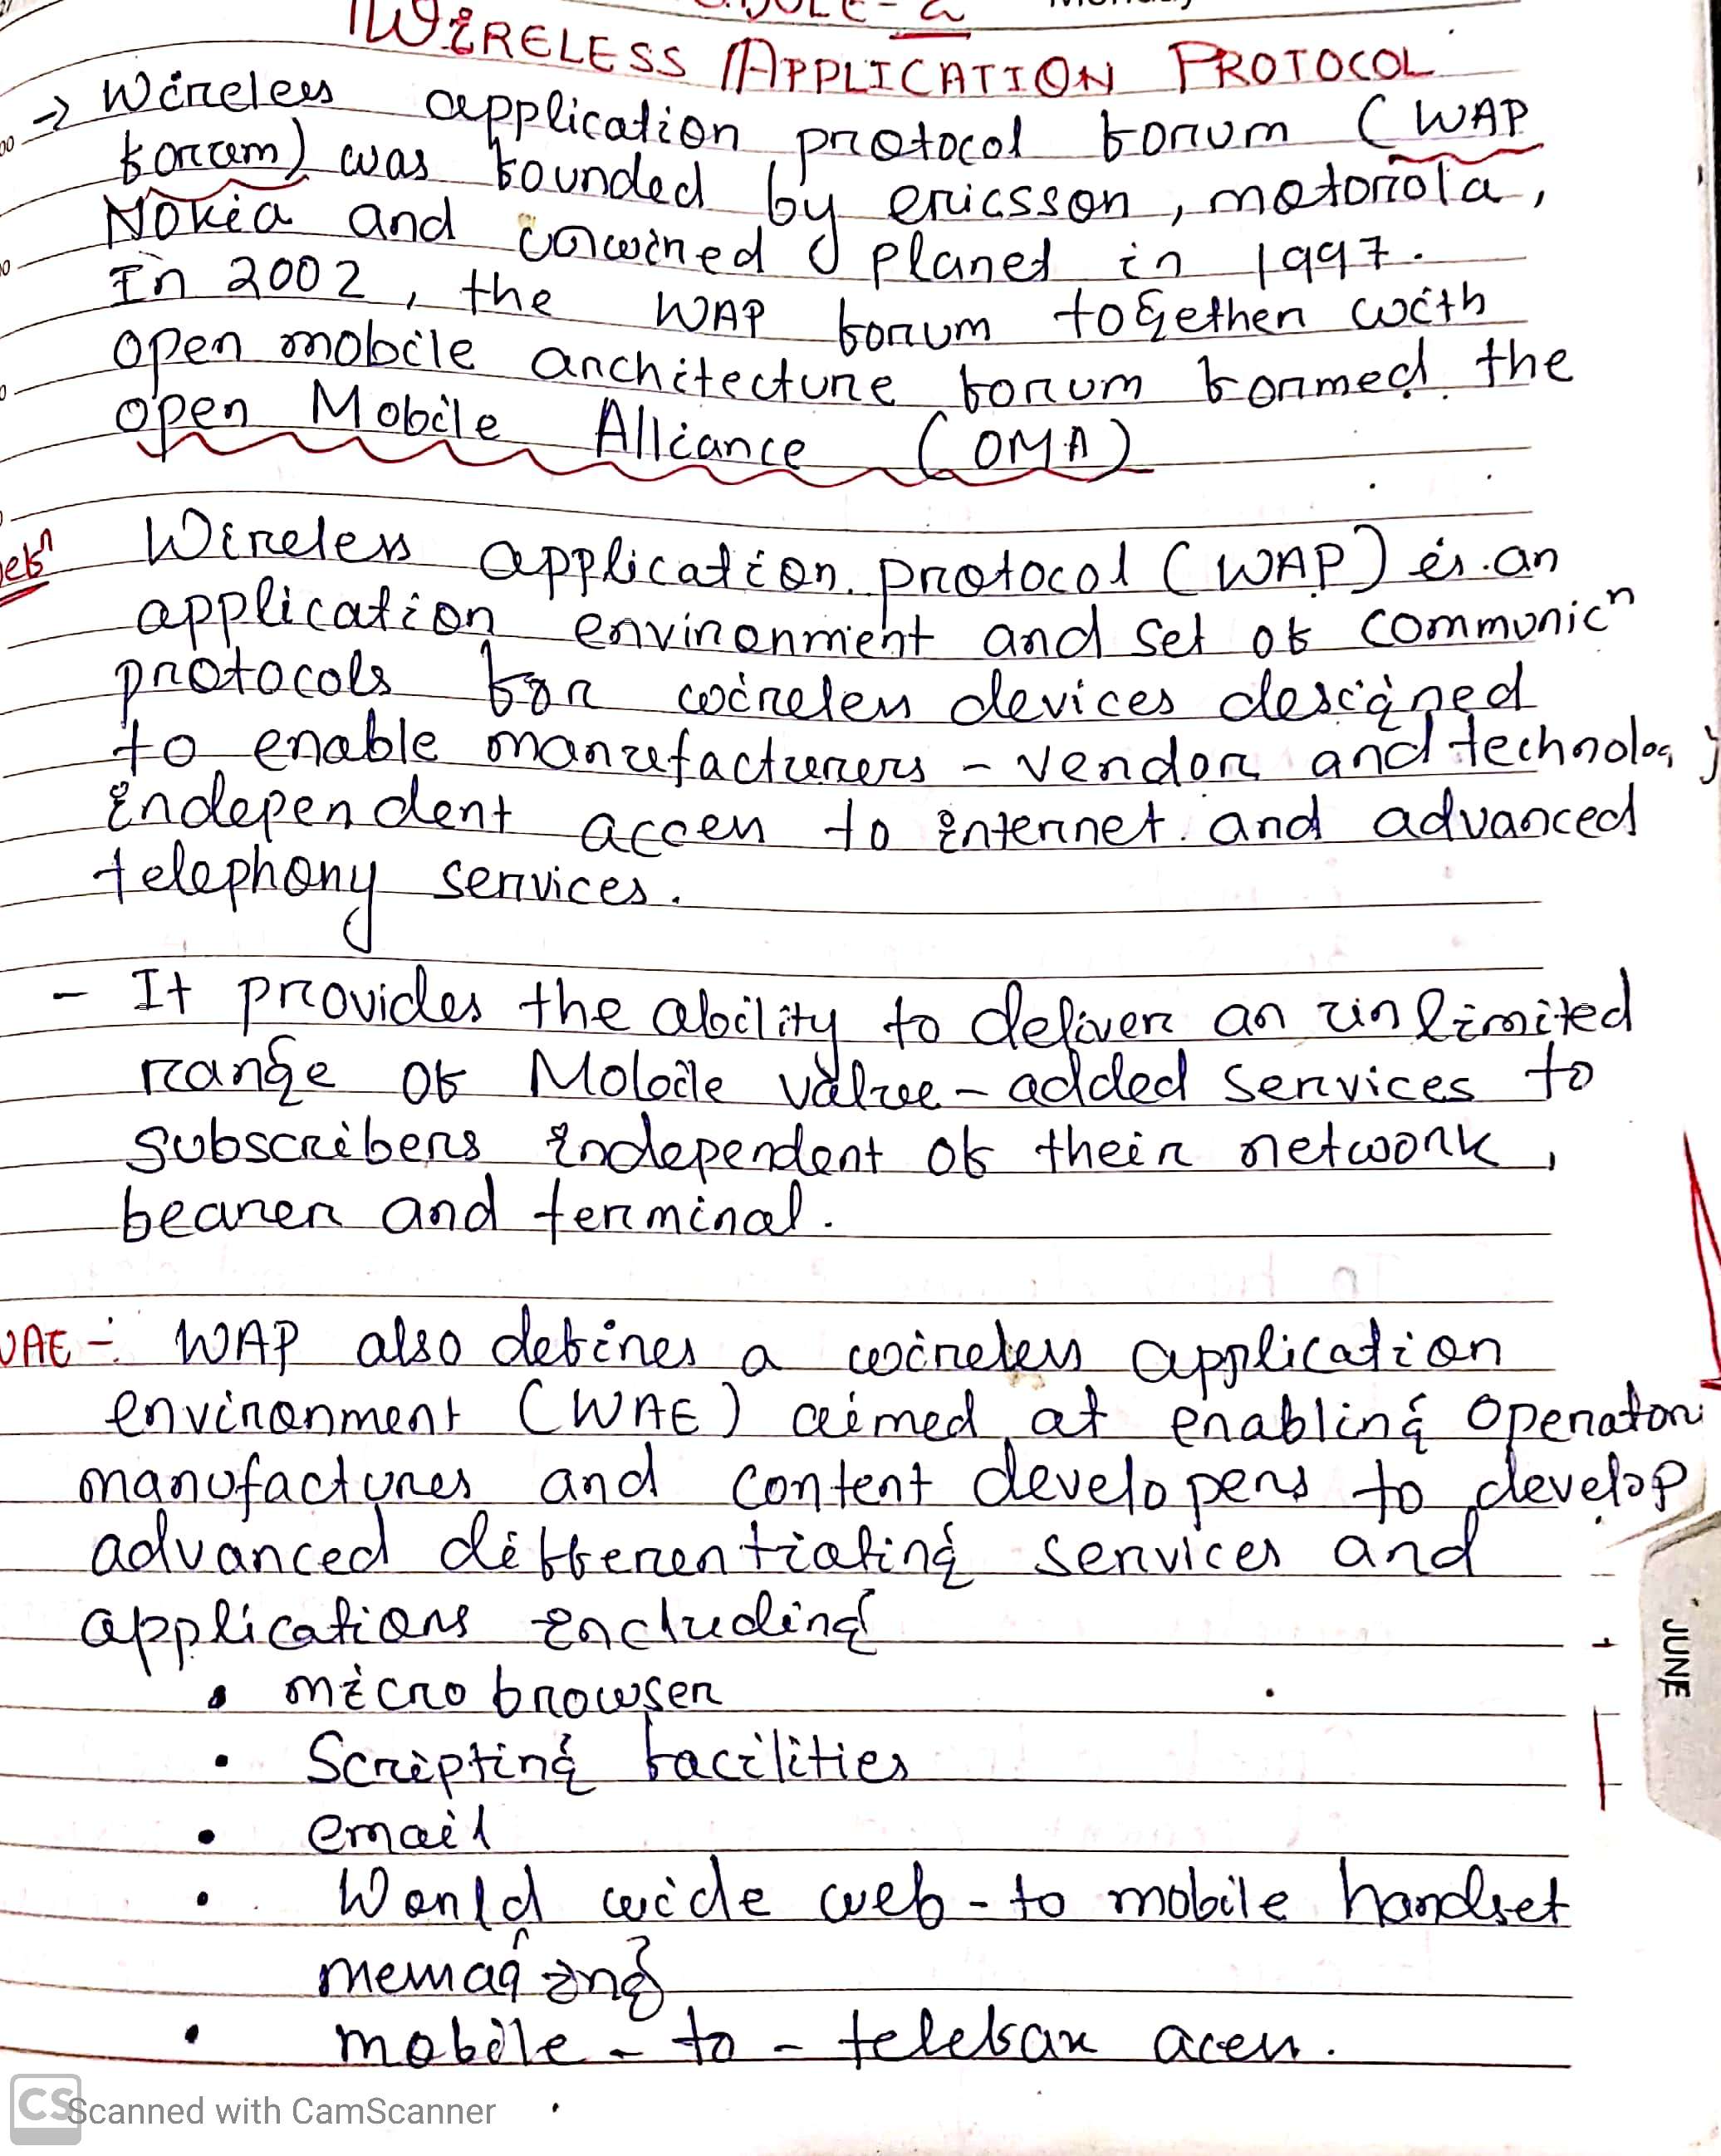 WIRELESS APPLICATION PROTOCOL
→ Wireless application protocol forum (WAP
forum) was founded by ericsson, motorola,
Nokia and unwired planet in 1997.
In 2002, the WAP forum together with
open mobile architecture forum formed the
open Mobile Alliance (OMA)
defn Wireless application protocol (WAP) is an
application environment and set of communicn
protocols for wireless devices designed
to enable manufacturers - vendor and technology
independent access to internet and advanced
telephony services.
- It provides the ability to deliver an unlimited
range of Mobile value-added services to
subscribers independent of their network,
bearer and terminal.
WAE - WAP also defines a wireless application
environment (WAE) aimed at enabling operator
manufactures and content developers to develop
advanced differentiating services and
applications including
• micro browser
• Scripting facilities
• email
• World wide web - to mobile handset
messaging
• mobile - to - telefax acess.
JUNE
CS Scanned with CamScanner